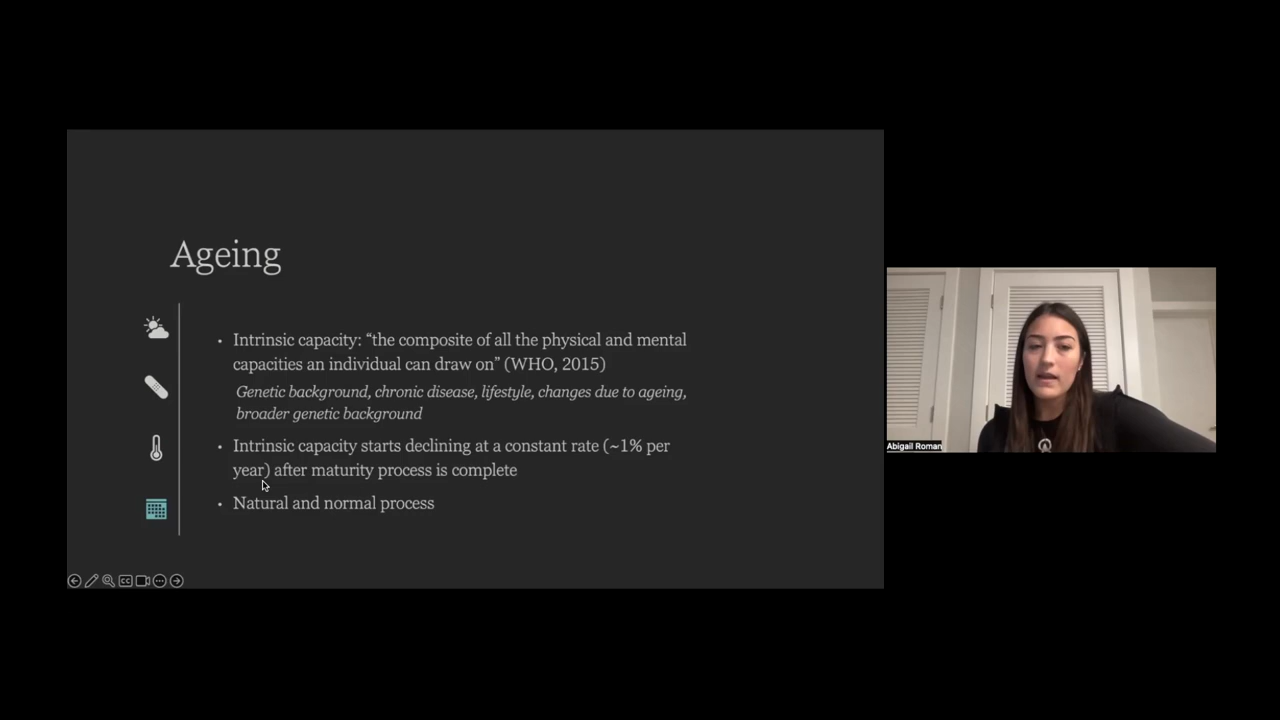 Ageing
• Intrinsic capacity: “the composite of all the physical and mental
capacities an individual can draw on” (WHO, 2015)
Genetic background, chronic disease, lifestyle, changes due to ageing,
broader genetic background
• Intrinsic capacity starts declining at a constant rate (~1% per
year) after maturity process is complete
• Natural and normal process
CC
Abigail Roman